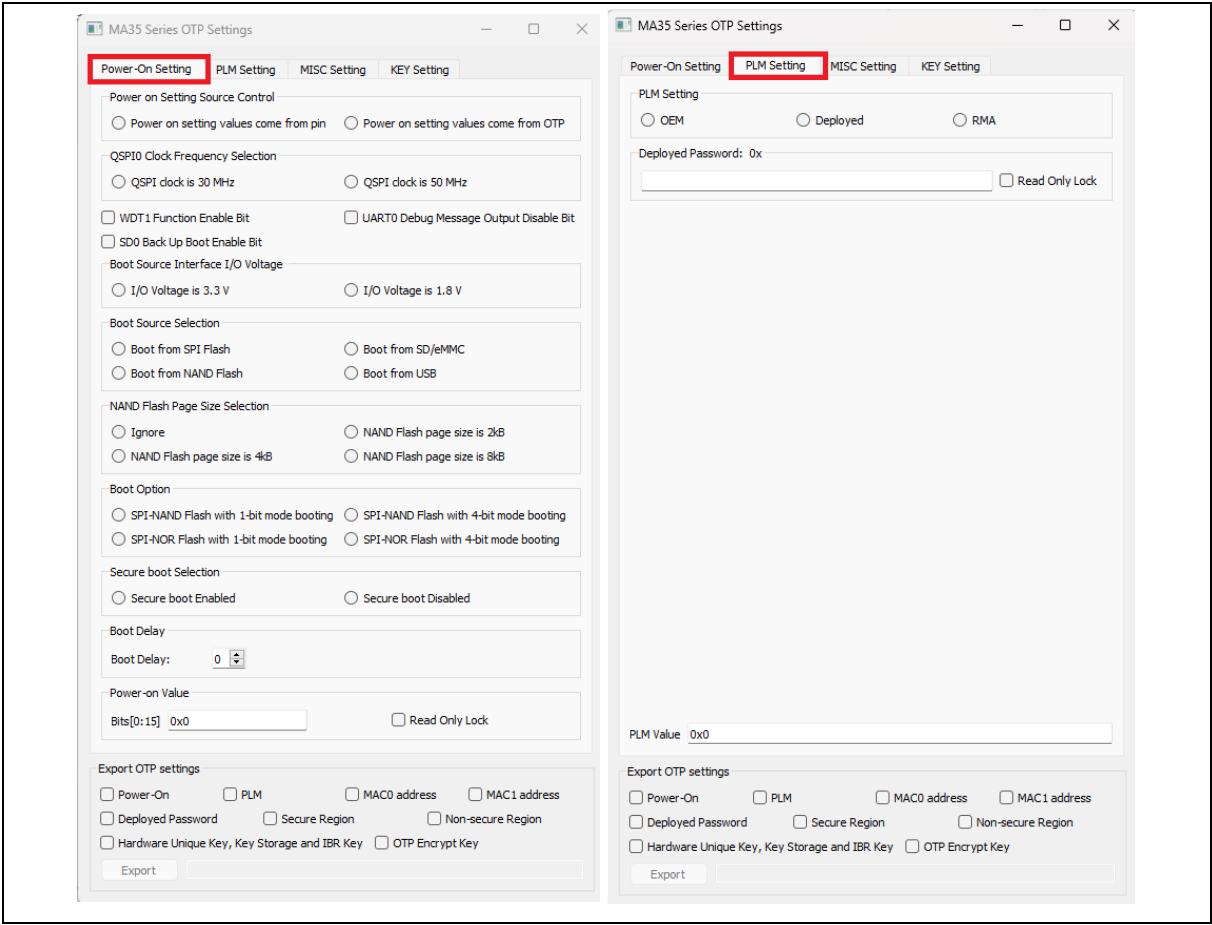 MA35 Series OTP Settings
Power-On Setting PLM Setting MISC Setting KEY Setting
Power on Setting Source Control
Power on setting values come from pin Power on setting values come from OTP
QSPI0 Clock Frequency Selection
QSPI clock is 30 MHz QSPI clock is 50 MHz
WDT1 Function Enable Bit UART0 Debug Message Output Disable Bit
SD0 Back Up Boot Enable Bit
Boot Source Interface I/O Voltage
I/O Voltage is 3.3 V I/O Voltage is 1.8 V
Boot Source Selection
Boot from SPI Flash Boot from SD/eMMC
Boot from NAND Flash Boot from USB
NAND Flash Page Size Selection
Ignore NAND Flash page size is 2kB
NAND Flash page size is 4kB NAND Flash page size is 8kB
Boot Option
SPI-NAND Flash with 1-bit mode booting SPI-NAND Flash with 4-bit mode booting
SPI-NOR Flash with 1-bit mode booting SPI-NOR Flash with 4-bit mode booting
Secure boot Selection
Secure boot Enabled Secure boot Disabled
Boot Delay
Boot Delay: 0
Power-on Value
Bits[0:15] 0x0 Read Only Lock
Export OTP settings
Power-On PLM MAC0 address MAC1 address
Deployed Password Secure Region Non-secure Region
Hardware Unique Key, Key Storage and IBR Key OTP Encrypt Key
Export
MA35 Series OTP Settings
Power-On Setting PLM Setting MISC Setting KEY Setting
PLM Setting
OEM Deployed RMA
Deployed Password: 0x
Read Only Lock
PLM Value 0x0
Export OTP settings
Power-On PLM MAC0 address MAC1 address
Deployed Password Secure Region Non-secure Region
Hardware Unique Key, Key Storage and IBR Key OTP Encrypt Key
Export